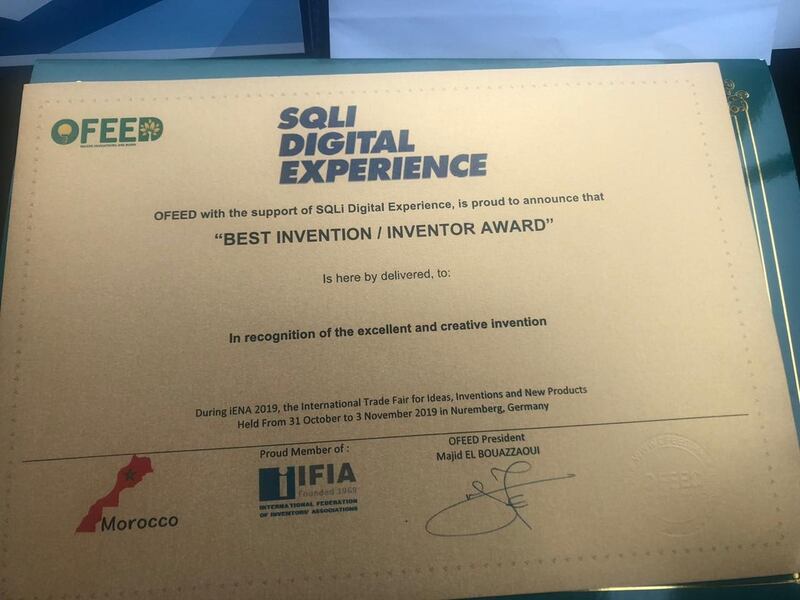 OFEED
SQLI
DIGITAL
EXPERIENCE
OFEED with the support of SQLi Digital Experience, is proud to announce that
“BEST INVENTION / INVENTOR AWARD”
Is here by delivered, to:
In recognition of the excellent and creative invention
During iENA 2019, the International Trade Fair for Ideas, Inventions and New Products
Held From 31 October to 3 November 2019 in Nuremberg, Germany
Morocco
Proud Member of :
IFIA
Founded 1968
INTERNATIONAL FEDERATION
OF INVENTORS' ASSOCIATIONS
OFEED President
Majid EL BOUAZZAOUI
OFEED